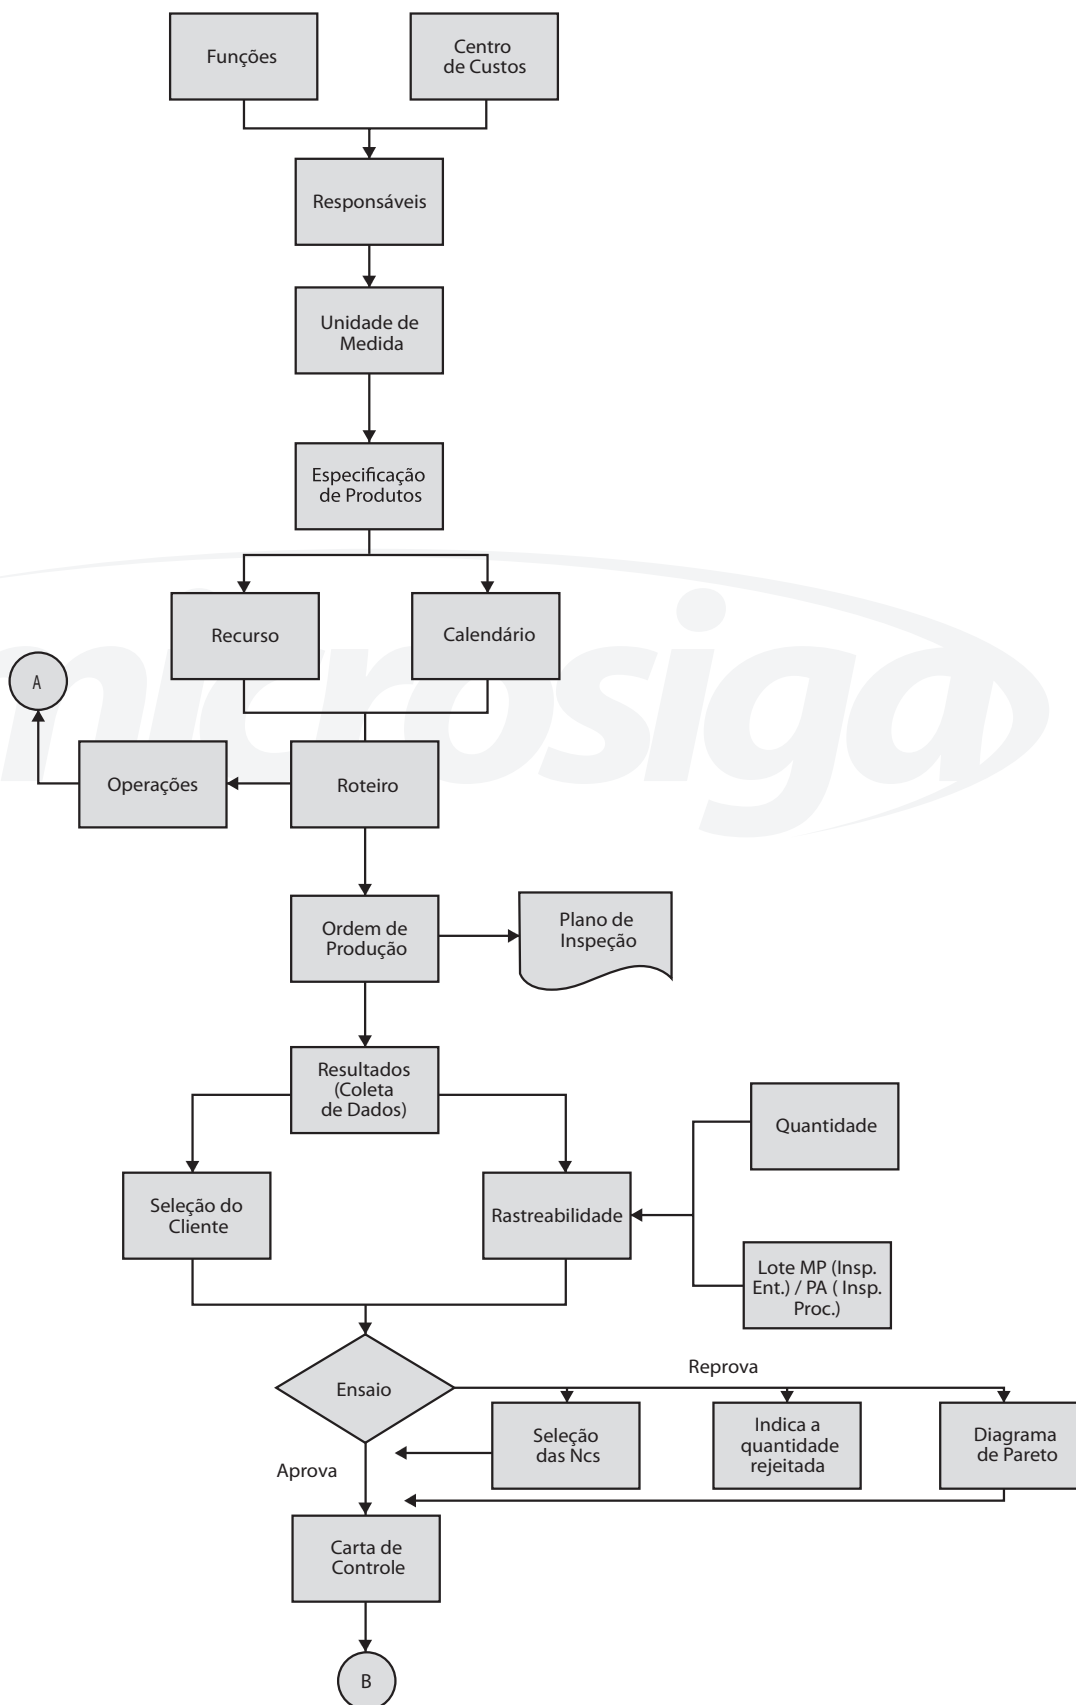 Funções
Centro
de Custos
Responsáveis
Unidade de
Medida
Especificação
de Produtos
Recurso
Calendário
A
Operações
Roteiro
Ordem de
Produção
Plano de
Inspeção
Resultados
(Coleta
de Dados)
Quantidade
Seleção do
Cliente
Rastreabilidade
Lote MP (Insp.
Ent.) / PA ( Insp.
Proc.)
Reprova
Ensaio
Seleção
das Ncs
Indica a
quantidade
rejeitada
Diagrama
de Pareto
Aprova
Carta de
Controle
B
microsiga